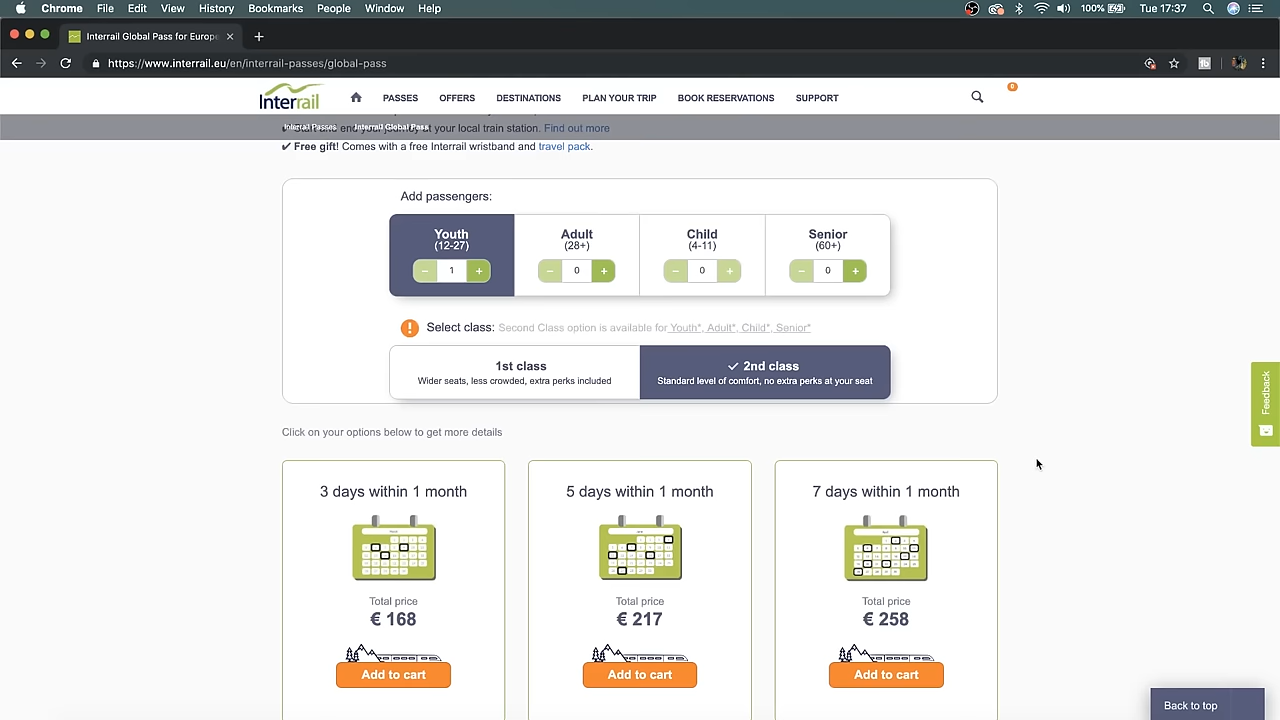 Chrome File Edit View History Bookmarks People Window Help 100% Tue 17:37
Interrail Global Pass for Europe
https://www.interrail.eu/en/interrail-passes/global-pass
Interrail PASSES OFFERS DESTINATIONS PLAN YOUR TRIP BOOK RESERVATIONS SUPPORT 0
Interrail Passes Interrail Global Pass
your local train station. Find out more
✔ Free gift! Comes with a free Interrail wristband and travel pack.
Add passengers:
Youth Adult Child Senior
(12-27) (28+) (4-11) (60+)
− 1 + − 0 + − 0 + − 0 +
! Select class: Second Class option is available for Youth*, Adult*, Child*, Senior*
1st class ✓ 2nd class
Wider seats, less crowded, extra perks included Standard level of comfort, no extra perks at your seat
Feedback
Click on your options below to get more details
3 days within 1 month 5 days within 1 month 7 days within 1 month
Total price Total price Total price
€ 168 € 217 € 258
Add to cart Add to cart Add to cart
Back to top